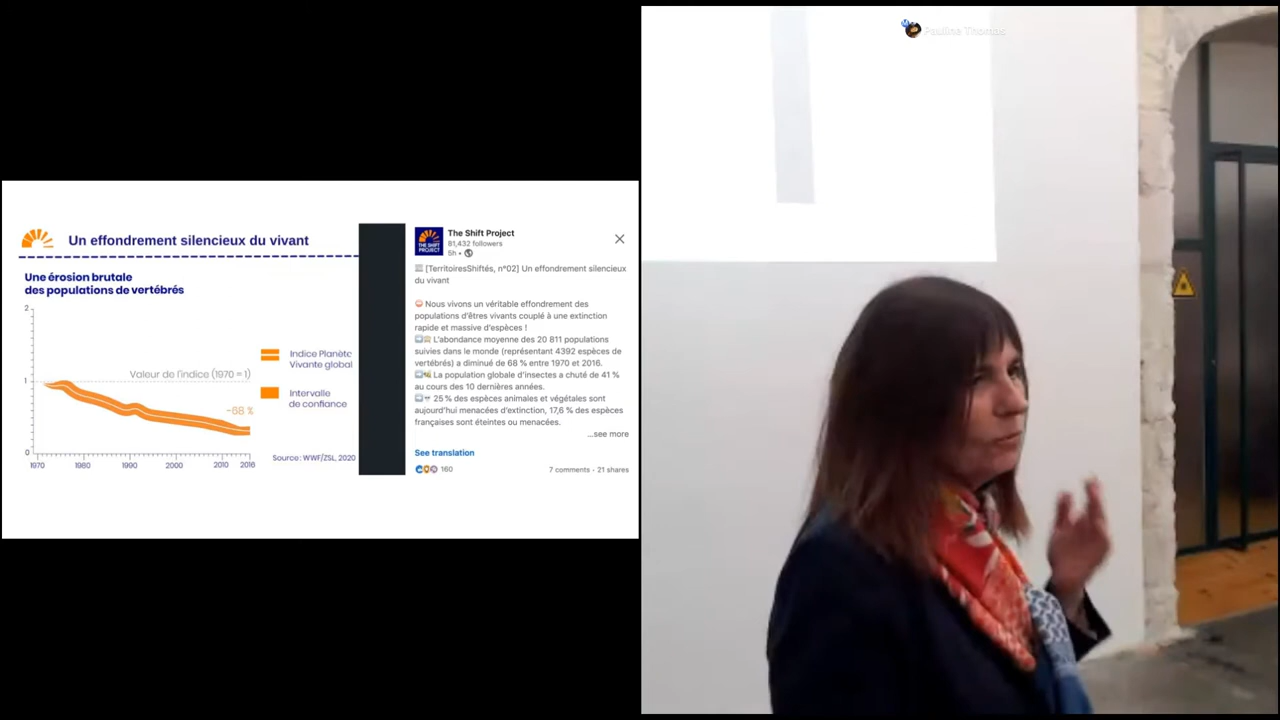 Un effondrement silencieux du vivant
Une érosion brutale
des populations de vertébrés
2
1
0
Valeur de l'indice (1970 = 1)
-68 %
Indice Planète
Vivante global
Intervalle
de confiance
1970
1980
1990
2000
2010
2016
Source : WWF/ZSL, 2020
THE SHIFT
PROJECT
The Shift Project
81,432 followers
5h •
[TerritoiresShiftés, n°02] Un effondrement silencieux
du vivant
Nous vivons un véritable effondrement des
populations d'êtres vivants couplé à une extinction
rapide et massive d'espèces !
L'abondance moyenne des 20 811 populations
suivies dans le monde (représentant 4392 espèces de
vertébrés) a diminué de 68 % entre 1970 et 2016.
La population globale d'insectes a chuté de 41 %
au cours des 10 dernières années.
25 % des espèces animales et végétales sont
aujourd'hui menacées d'extinction, 17,6 % des espèces
françaises sont éteintes ou menacées.
...see more
See translation
160
7 comments · 21 shares
Pauline Thomas